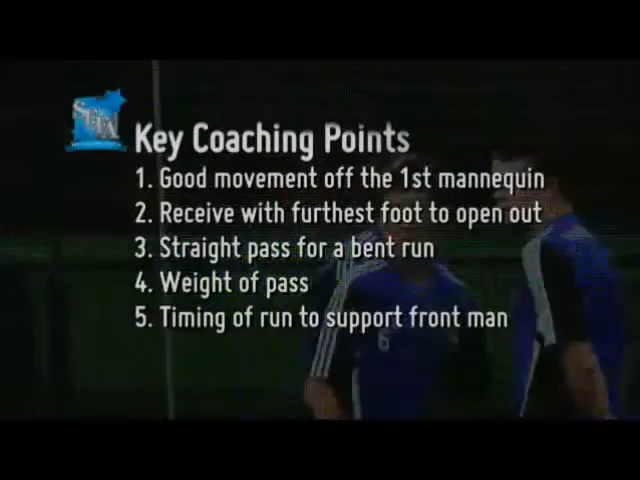 Key Coaching Points
1. Good movement off the 1st mannequin
2. Receive with furthest foot to open out
3. Straight pass for a bent run
4. Weight of pass
5. Timing of run to support front man
6